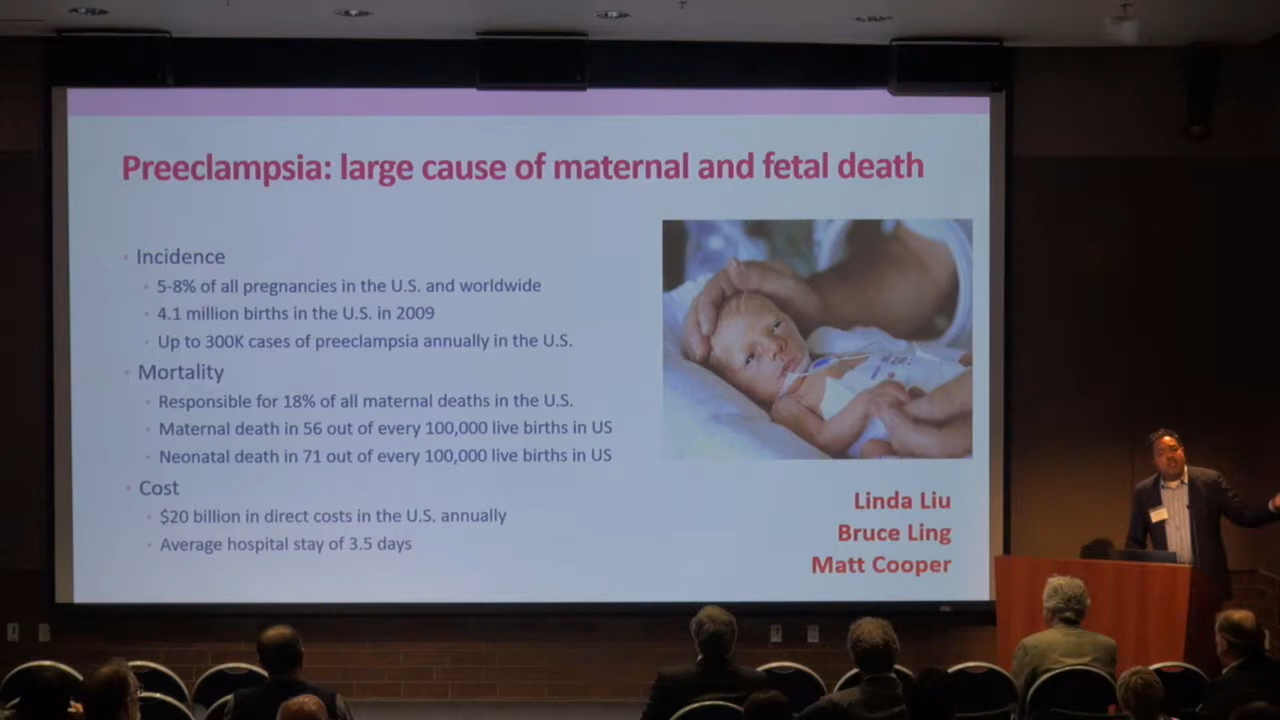 Preeclampsia: large cause of maternal and fetal death
Incidence
5-8% of all pregnancies in the U.S. and worldwide
4.1 million births in the U.S. in 2009
Up to 300K cases of preeclampsia annually in the U.S.
Mortality
Responsible for 18% of all maternal deaths in the U.S.
Maternal death in 56 out of every 100,000 live births in US
Neonatal death in 71 out of every 100,000 live births in US
Cost
$20 billion in direct costs in the U.S. annually
Average hospital stay of 3.5 days
Linda Liu
Bruce Ling
Matt Cooper